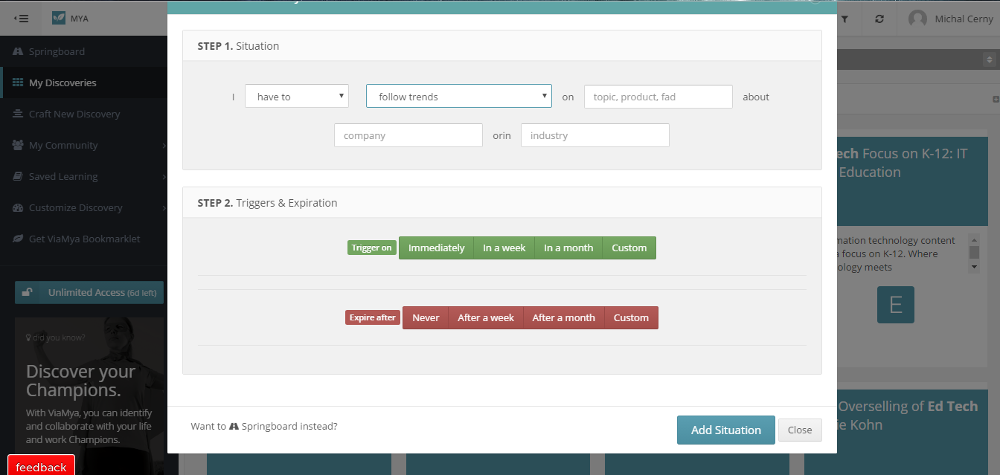 MYA
Michal Cerny
Springboard
My Discoveries
Craft New Discovery
My Community
Saved Learning
Customize Discovery
Get ViaMya Bookmarklet
Unlimited Access (6d left)
did you know?
Discover your
Champions.
With ViaMya, you can identify
and collaborate with your life
and work Champions.
feedback
STEP 1. Situation
I have to follow trends on topic, product, fad about
company orin industry
STEP 2. Triggers & Expiration
Trigger on Immediately In a week In a month Custom
Expire after Never After a week After a month Custom
Want to Springboard instead?
Add Situation Close
ech Focus on K-12: IT
Education
mation technology content
a focus on K-12. Where
ology meets
E
Overselling of Ed Tech
ie Kohn